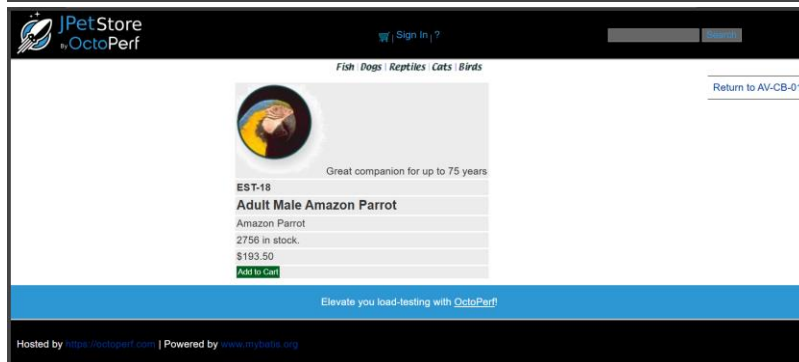 JPetStore
By OctoPerf
| Sign In | ?
Search
Fish | Dogs | Reptiles | Cats | Birds
Return to AV-CB-01
Great companion for up to 75 years
EST-18
Adult Male Amazon Parrot
Amazon Parrot
2756 in stock.
$193.50
Add to Cart
Elevate you load-testing with OctoPerf!
Hosted by https://octoperf.com | Powered by www.mybatis.org